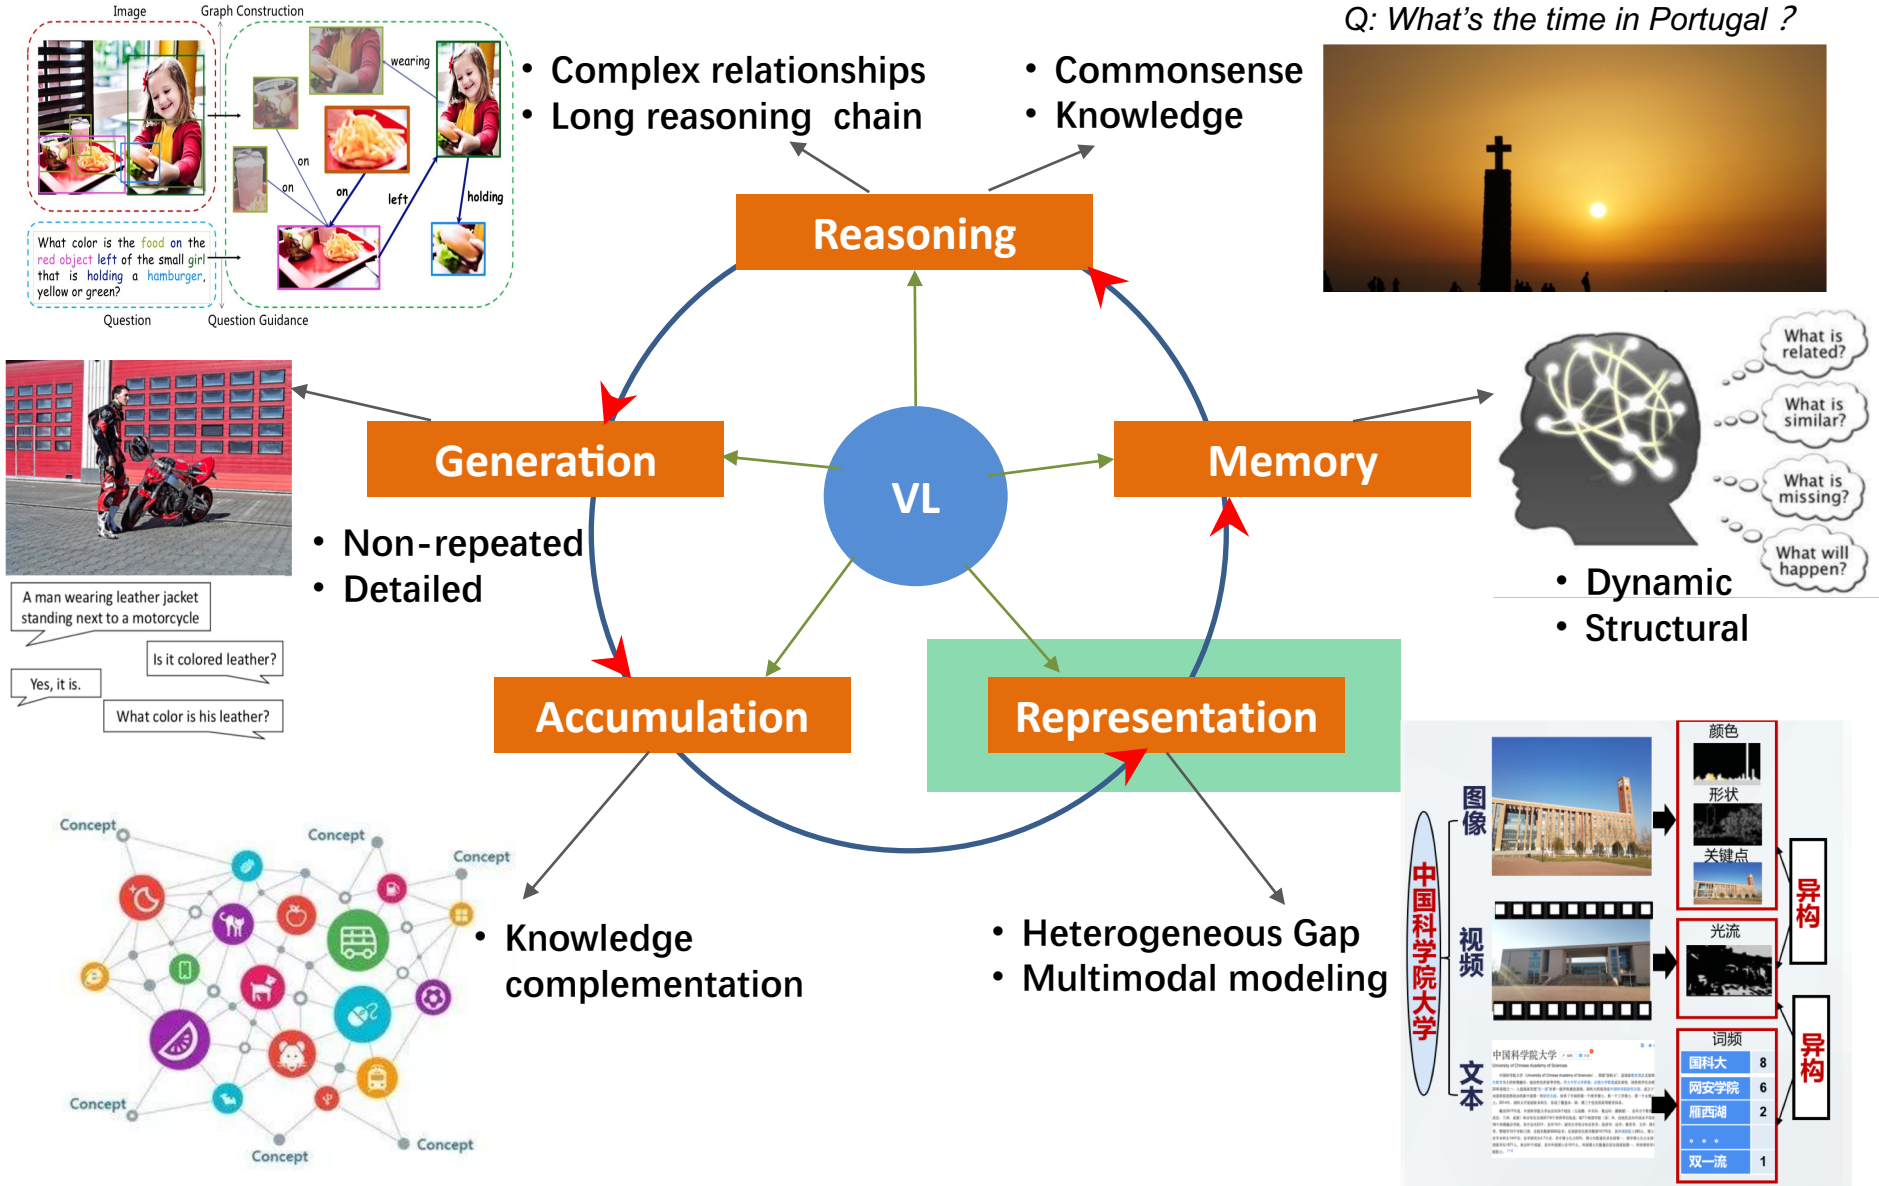 Image
Graph Construction
wearing
on
on
on
left
holding
What color is the food on the
red object left of the small girl
that is holding a hamburger,
yellow or green?
Question
Question Guidance
• Complex relationships
• Long reasoning chain
• Commonsense
• Knowledge
Q: What's the time in Portugal ?
Reasoning
Generation
VL
Memory
What is
related?
What is
similar?
What is
missing?
What will
happen?
• Non-repeated
• Detailed
• Dynamic
• Structural
A man wearing leather jacket
standing next to a motorcycle
Is it colored leather?
Yes, it is.
What color is his leather?
Accumulation
Representation
Concept
Concept
Concept
Concept
Concept
Concept
• Knowledge
complementation
• Heterogeneous Gap
• Multimodal modeling
中国科学院大学
图像
视频
文本
颜色
形状
关键点
光流
词频
国科大 8
网安学院 6
雁西湖 2
. . .
双一流 1
异构
异构
中国科学院大学
University of Chinese Academy of Sciences